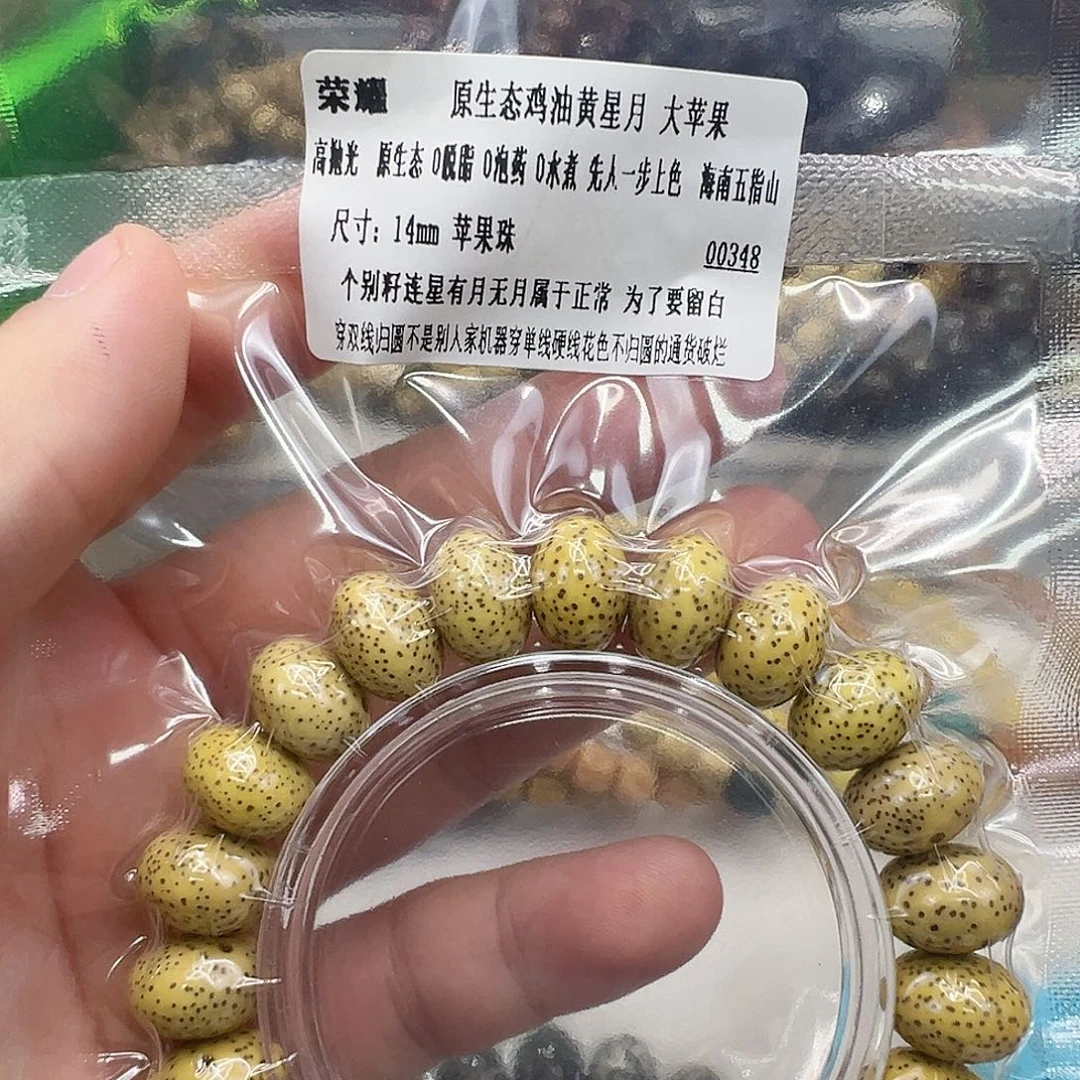 荣耀 原生态鸡油黄星月 大苹果
高抛光 原生态 0脱脂 0泡药 0水煮 先人一步上色 海南五指山
尺寸：14mm 苹果珠
00348
个别籽连星有月无月属于正常 为了要留白
穿双线归圆不是别人家机器穿单线硬线花色不归圆的通货破烂